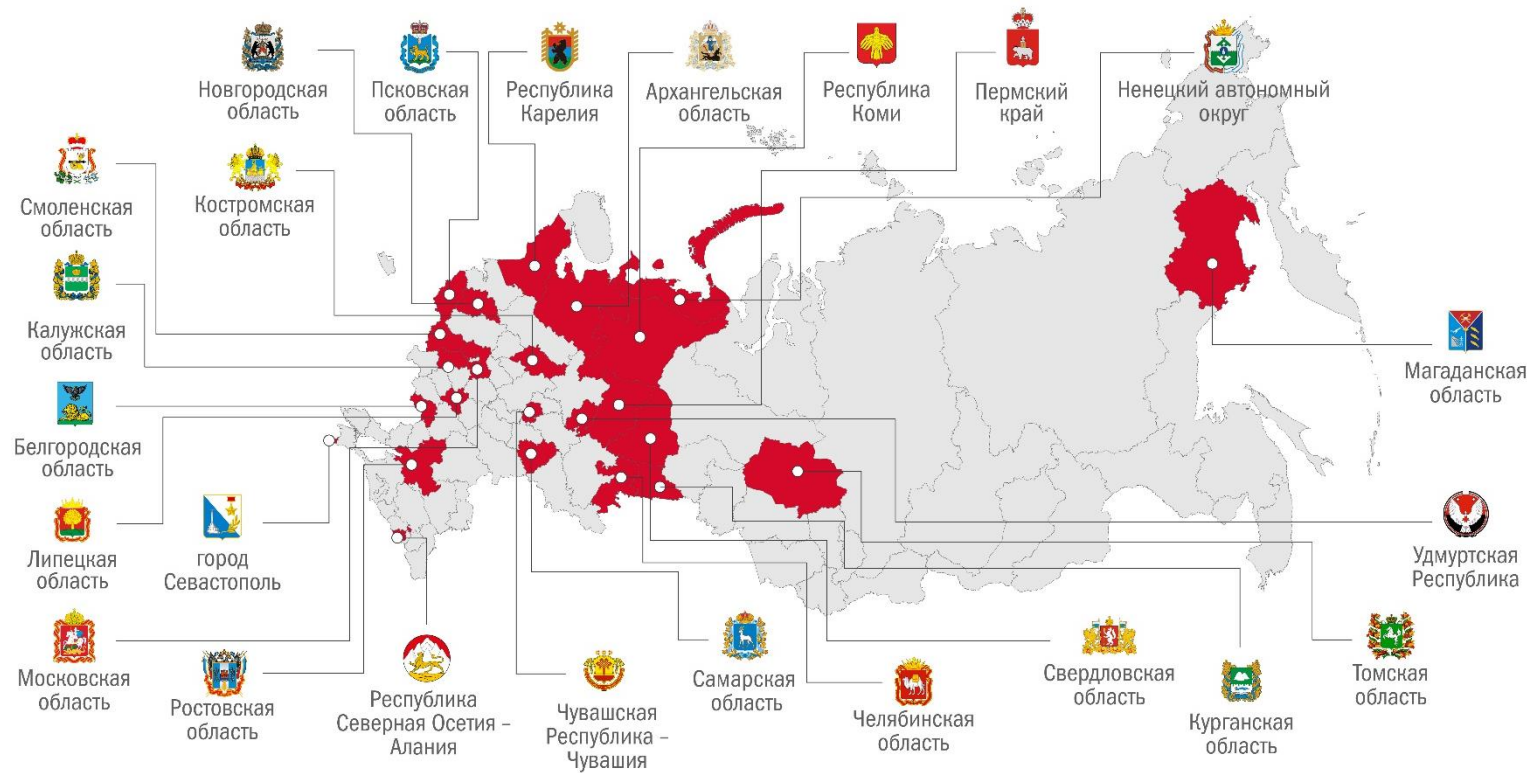 Новгородская
область
Псковская
область
Республика
Карелия
Архангельская
область
Республика
Коми
Пермский
край
Ненецкий автономный
округ
Смоленская
область
Костромская
область
Калужская
область
Магаданская
область
Белгородская
область
Липецкая
область
город
Севастополь
Удмуртская
Республика
Московская
область
Ростовская
область
Республика
Северная Осетия –
Алания
Чувашская
Республика –
Чувашия
Самарская
область
Челябинская
область
Свердловская
область
Курганская
область
Томская
область